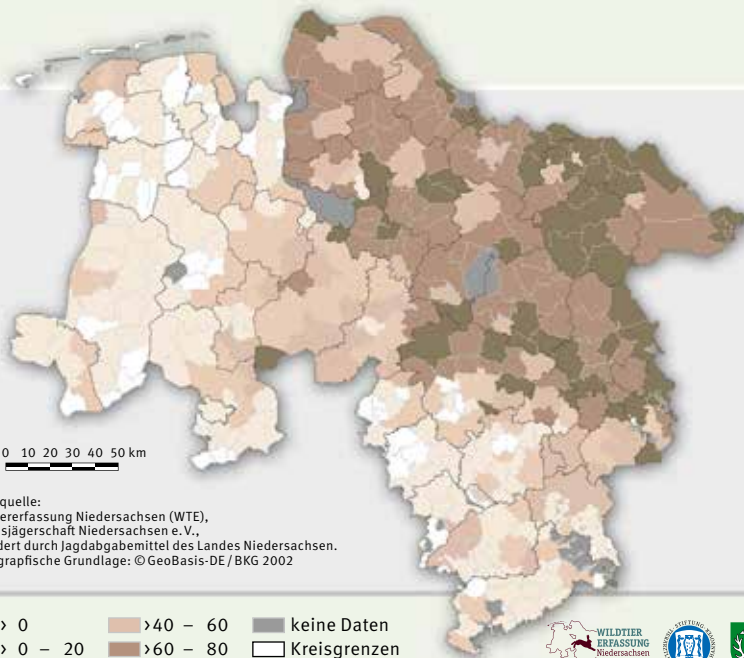 0 10 20 30 40 50 km
quelle:
ererfassung Niedersachsen (WTE),
sjägerschaft Niedersachsen e. V.,
dert durch Jagdabgabemittel des Landes Niedersachsen.
grapfische Grundlage: © GeoBasis-DE / BKG 2002
> 0
>40 – 60
keine Daten
> 0 – 20
>60 – 80
Kreisgrenzen
WILDTIER
ERFASSUNG
Niedersachsen